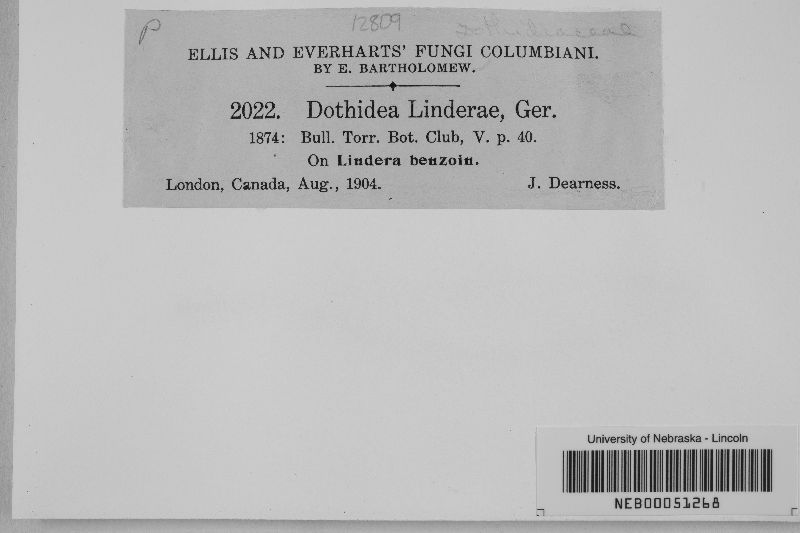 P 12809 Dothidiaceae
ELLIS AND EVERHARTS' FUNGI COLUMBIANI.
BY E. BARTHOLOMEW.
2022. Dothidea Linderae, Ger.
1874: Bull. Torr. Bot. Club, V. p. 40.
On Lindera benzoin.
London, Canada, Aug., 1904. J. Dearness.
University of Nebraska - Lincoln
NEB00051268